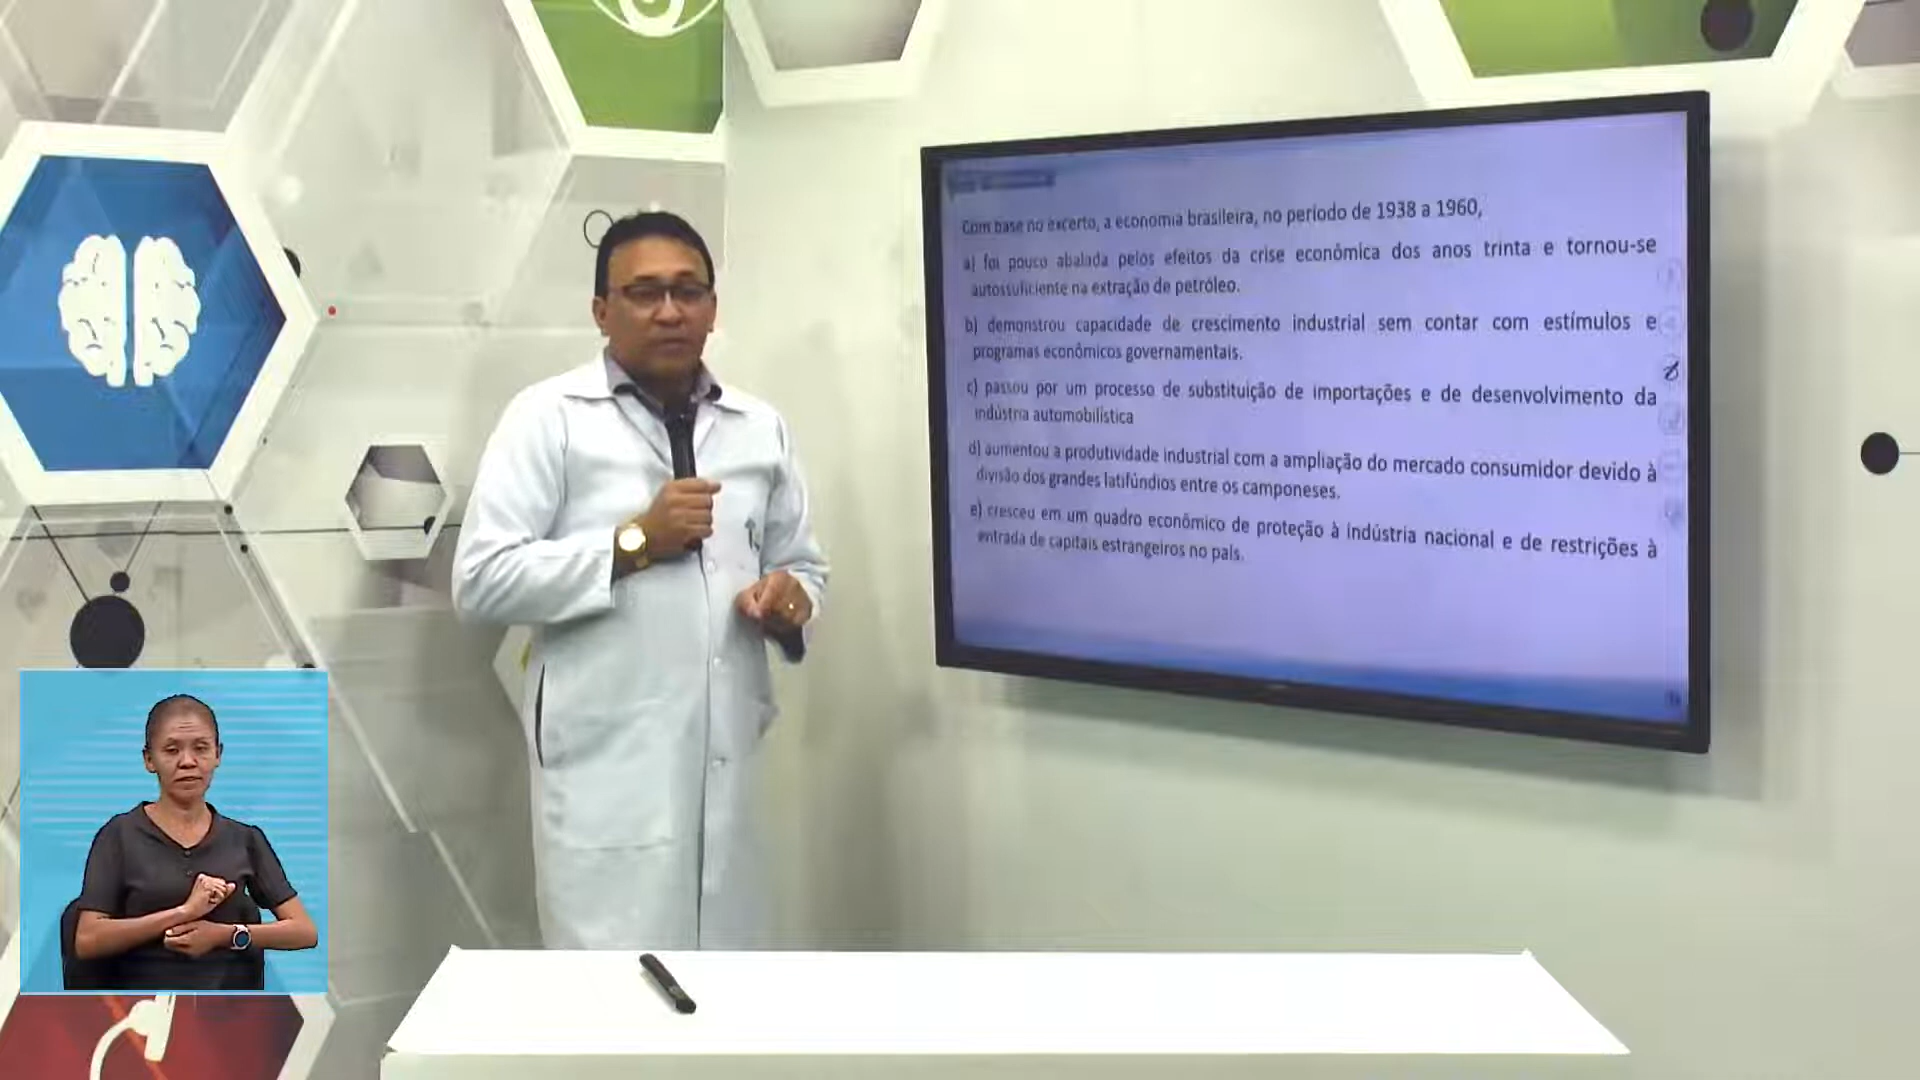 Com base no excerto, a economia brasileira, no período de 1938 a 1960,
a) foi pouco abalada pelos efeitos da crise econômica dos anos trinta e tornou-se
autossuficiente na extração de petróleo.
b) demonstrou capacidade de crescimento industrial sem contar com estímulos e
programas econômicos governamentais.
c) passou por um processo de substituição de importações e de desenvolvimento da
indústria automobilística
d) aumentou a produtividade industrial com a ampliação do mercado consumidor devido à
divisão dos grandes latifúndios entre os camponeses.
e) cresceu em um quadro econômico de proteção à indústria nacional e de restrições à
entrada de capitais estrangeiros no país.